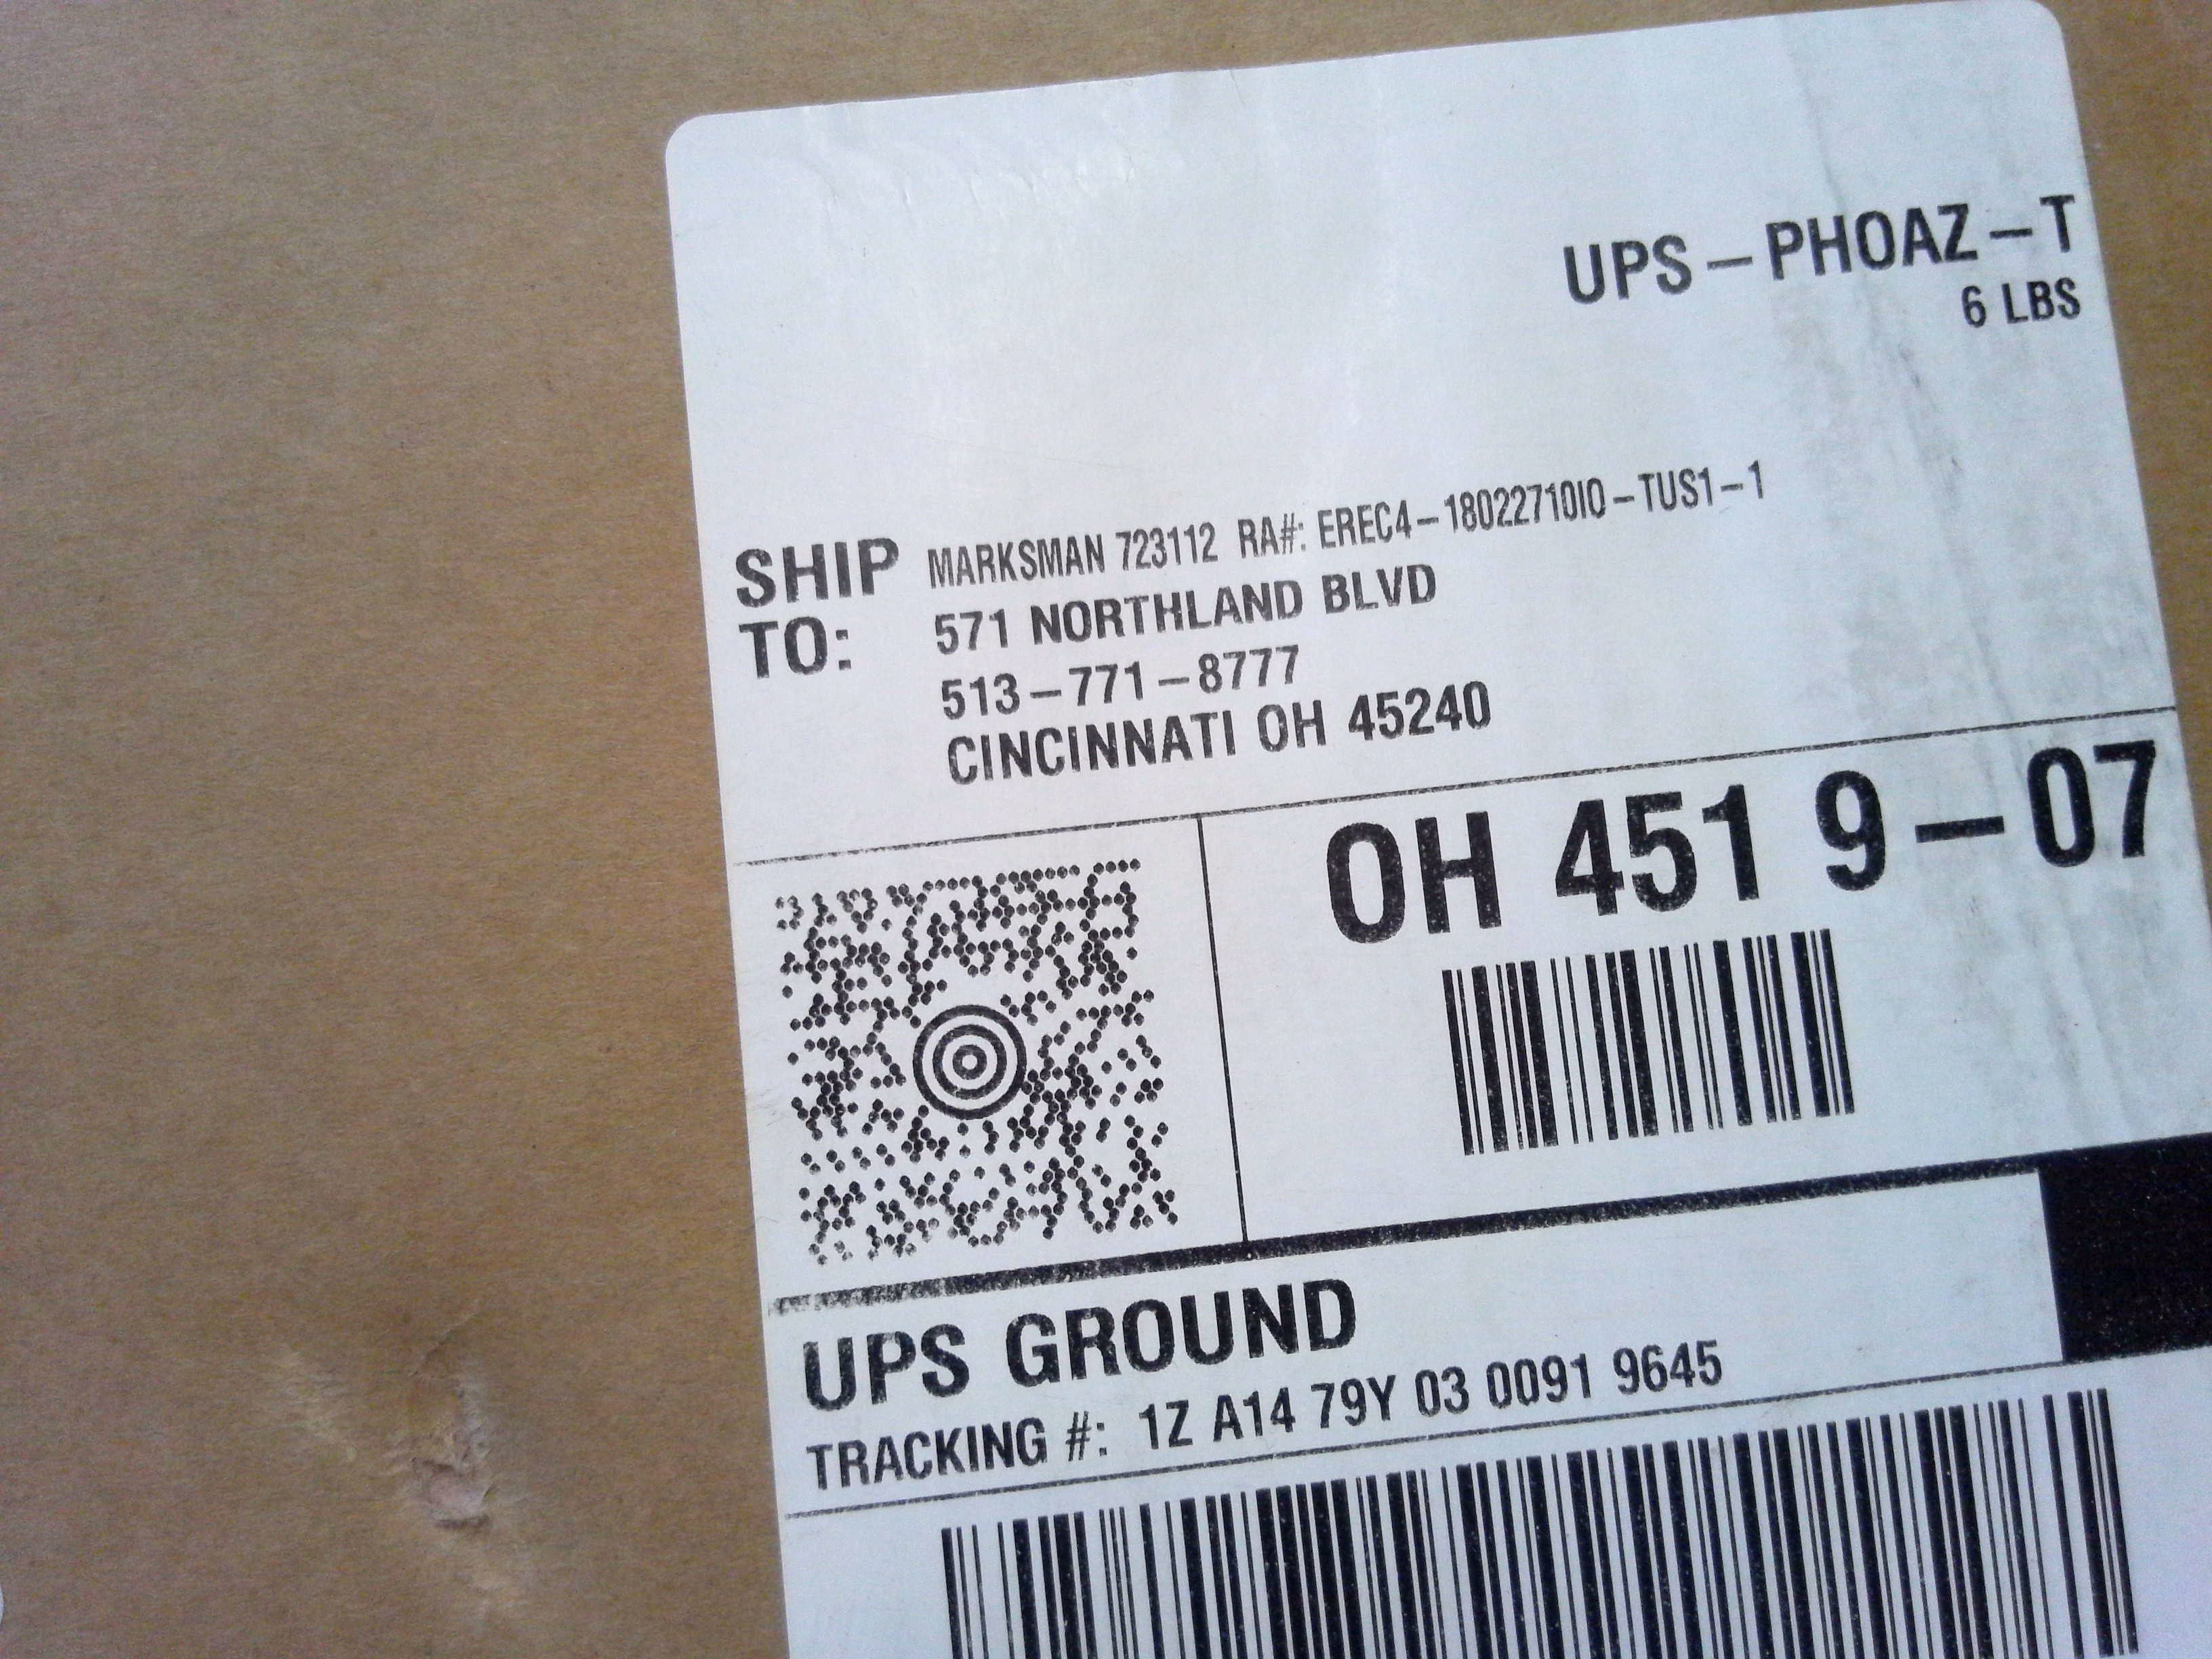 UPS – PHOAZ – T
6 LBS
SHIP TO: MARKSMAN 723112 RA#: EREC4–18022710IO–TUS1–1
571 NORTHLAND BLVD
513–771–8777
CINCINNATI OH 45240
OH 451 9–07
UPS GROUND
TRACKING #: 1Z A14 79Y 03 0091 9645